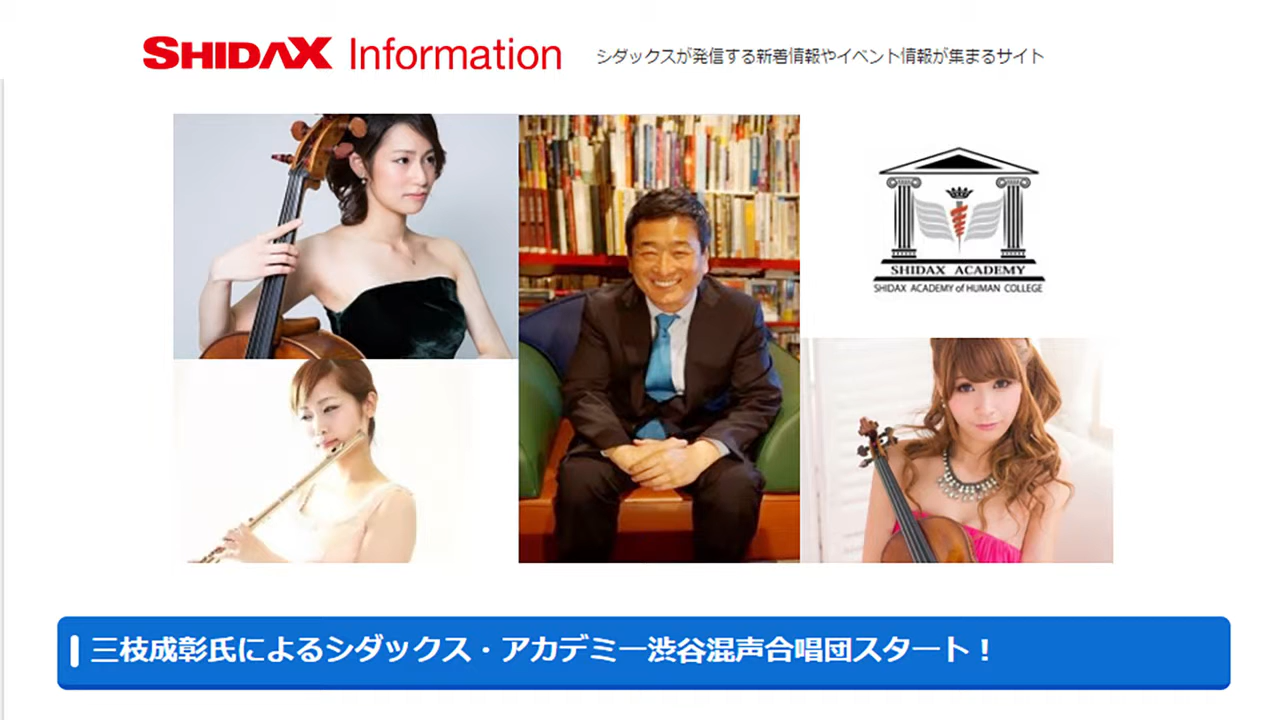 SHIDAX Information
シダックスが発信する新着情報やイベント情報が集まるサイト
SHIDAX ACADEMY
SHIDAX ACADEMY of HUMAN COLLEGE
三枝成彰氏によるシダックス・アカデミー渋谷混声合唱団スタート！